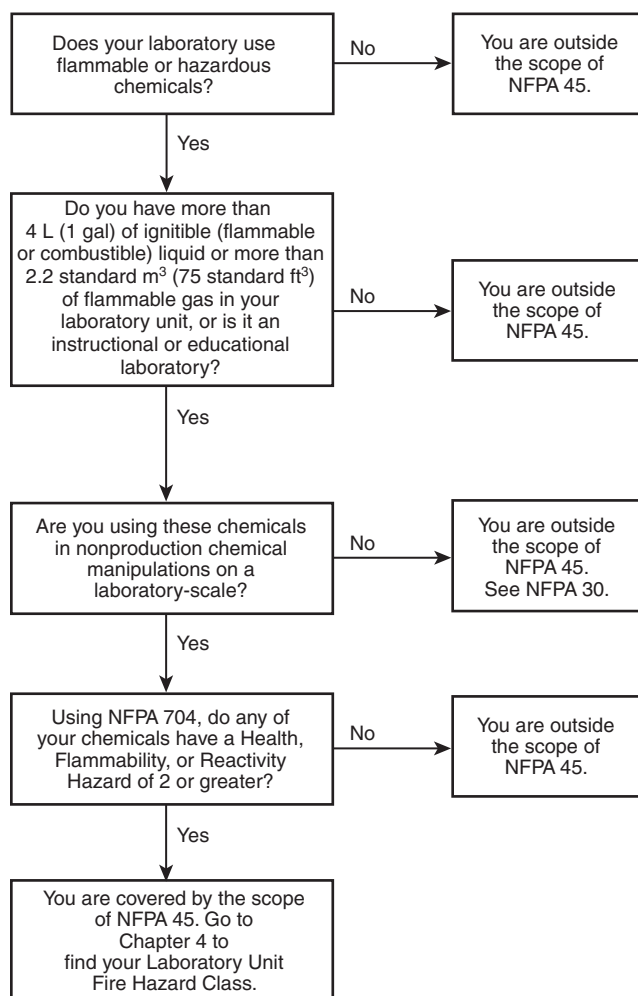 Does your laboratory use
flammable or hazardous
chemicals?
No
You are outside
the scope of
NFPA 45.
Yes
Do you have more than
4 L (1 gal) of ignitible (flammable
or combustible) liquid or more than
2.2 standard m³ (75 standard ft³)
of flammable gas in your
laboratory unit, or is it an
instructional or educational
laboratory?
No
You are outside
the scope of
NFPA 45.
Yes
Are you using these chemicals
in nonproduction chemical
manipulations on a
laboratory-scale?
No
You are outside
the scope of
NFPA 45.
See NFPA 30.
Yes
Using NFPA 704, do any of
your chemicals have a Health,
Flammability, or Reactivity
Hazard of 2 or greater?
No
You are outside
the scope of
NFPA 45.
Yes
You are covered by the scope
of NFPA 45. Go to
Chapter 4 to
find your Laboratory Unit
Fire Hazard Class.